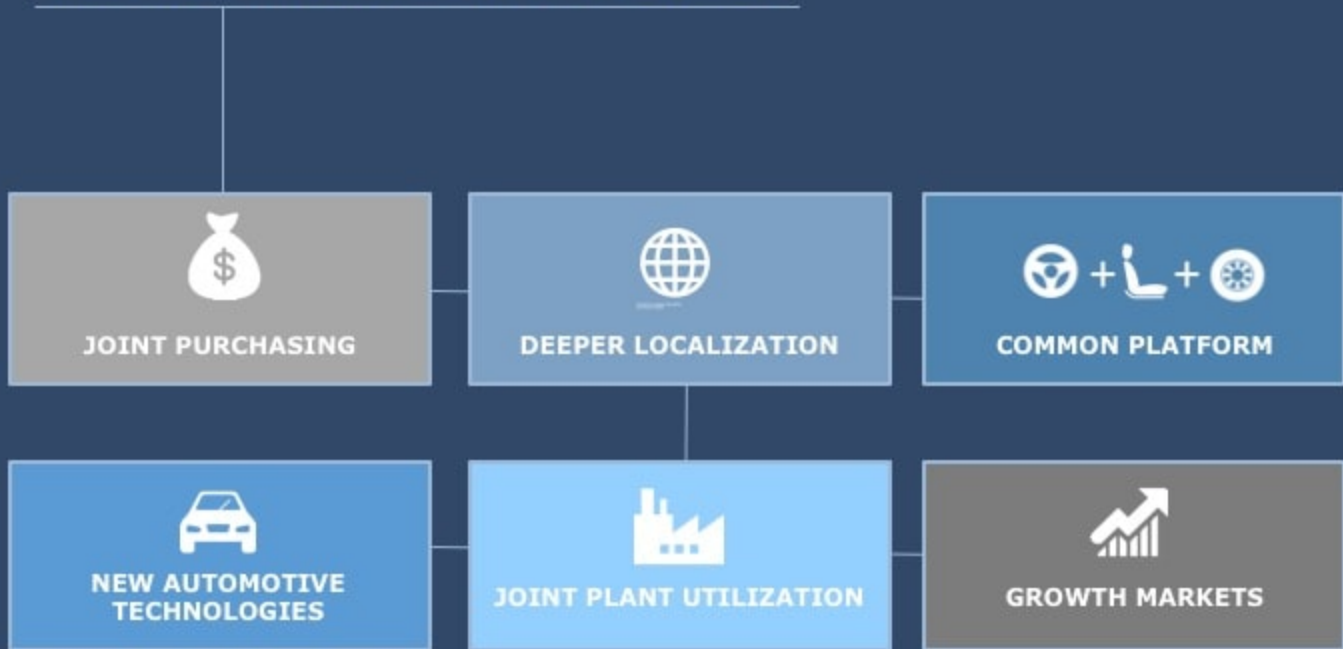 $
JOINT PURCHASING
DEEPER LOCALIZATION
COMMON PLATFORM
NEW AUTOMOTIVE
TECHNOLOGIES
JOINT PLANT UTILIZATION
GROWTH MARKETS